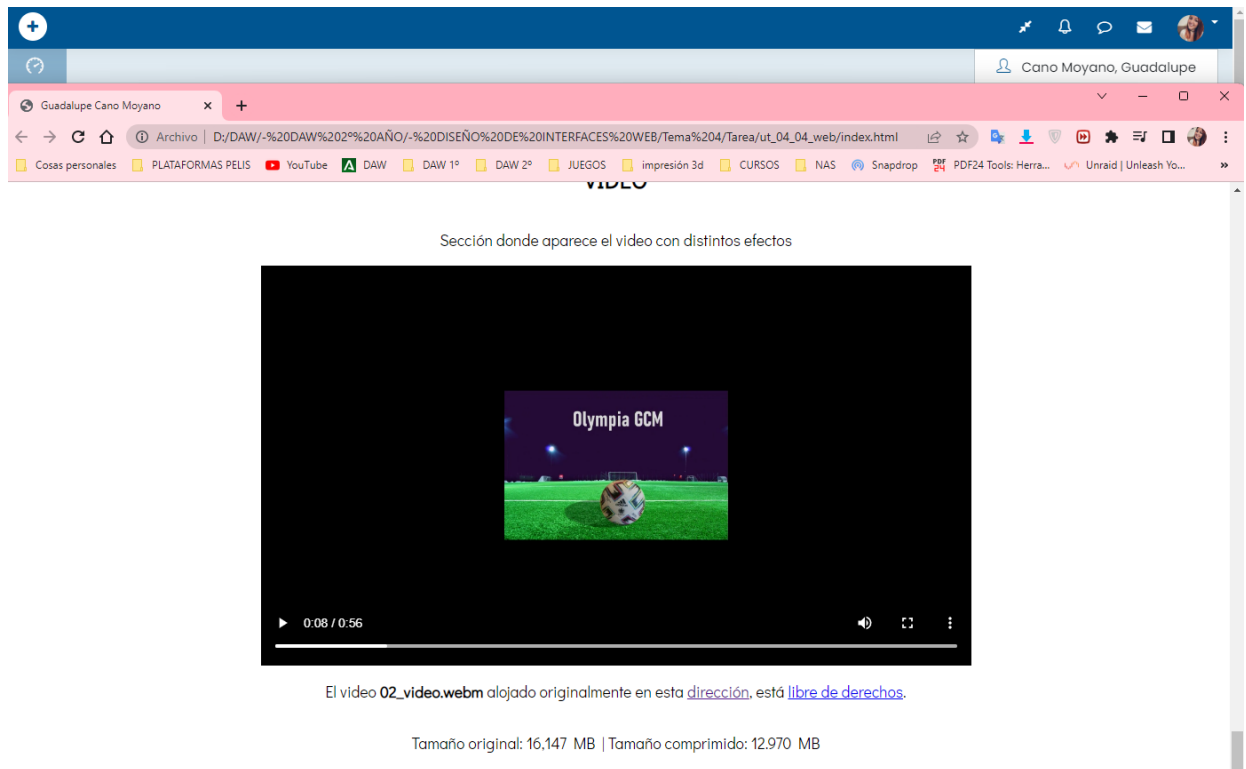 Cano Moyano, Guadalupe
Guadalupe Cano Moyano
Archivo | D:/DAW/-%20DAW%202º%20AÑO/-%20DISEÑO%20DE%20INTERFACES%20WEB/Tema%204/Tarea/ut_04_04_web/index.html
Cosas personales PLATAFORMAS PELIS YouTube DAW DAW 1º DAW 2º JUEGOS impresión 3d CURSOS NAS Snapdrop PDF24 Tools: Herra... Unraid | Unleash Yo... »
VIDEO
Sección donde aparece el video con distintos efectos
Olympia GCM
0:08 / 0:56
El video 02_video.webm alojado originalmente en esta dirección, está libre de derechos.
Tamaño original: 16,147 MB | Tamaño comprimido: 12.970 MB